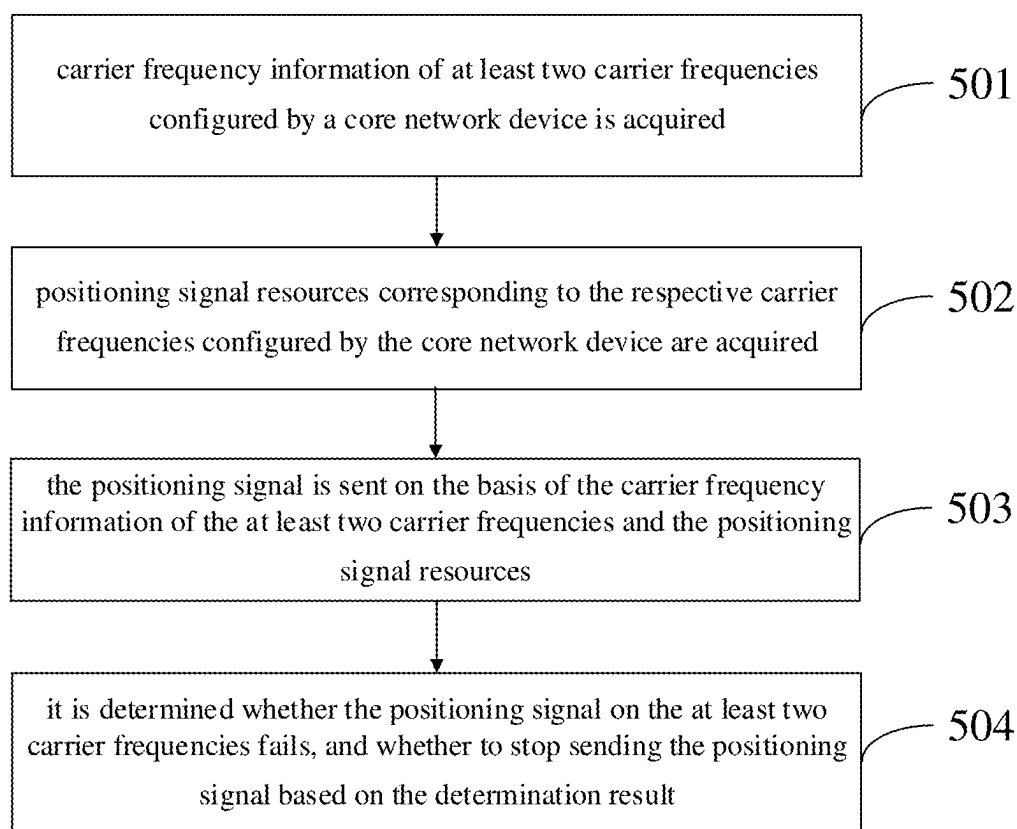 carrier frequency information of at least two carrier frequencies
configured by a core network device is acquired
501
positioning signal resources corresponding to the respective carrier
frequencies configured by the core network device are acquired
502
the positioning signal is sent on the basis of the carrier frequency
information of the at least two carrier frequencies and the positioning
signal resources
503
it is determined whether the positioning signal on the at least two
carrier frequencies fails, and whether to stop sending the positioning
signal based on the determination result
504